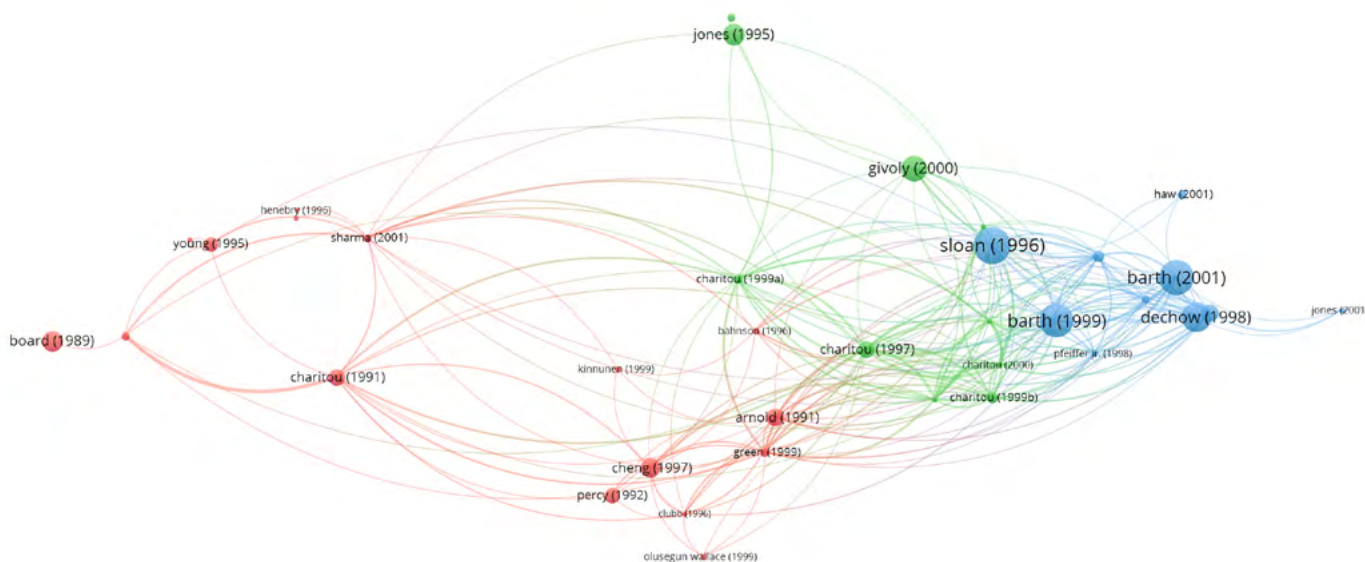 jones (1995)
givoly (2000)
haw (2001)
henebry (1996)
sharma (2001)
young (1995)
sloan (1996)
charitou (1999a)
barth (2001)
jones (2001
bahnson (1996)
barth (1999)
dechow (1998)
board (1989)
charitou (1997)
pfeiffer jr. (1998)
charitou (2000)
kinnunen (1999)
charitou (1991)
charitou (1999b)
arnold (1991)
green (1999)
cheng (1997)
percy (1992)
clubb (1996)
olusegun wallace (1999)